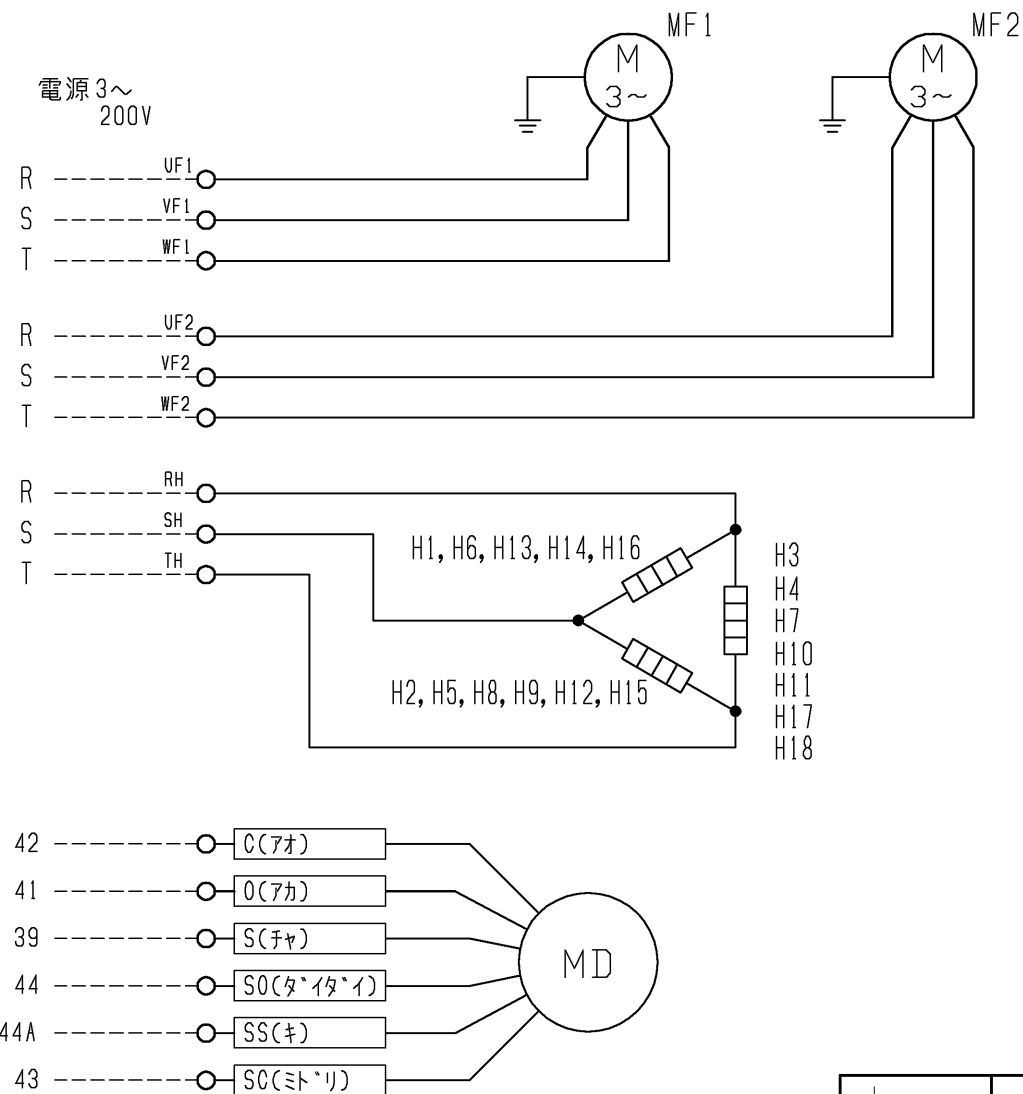 MF1
MF2
M
3~
M
3~
電源 3~
200V
R UF1
S VF1
T WF1
R UF2
S VF2
T WF2
R RH
S SH
T TH
H1, H6, H13, H14, H16
H3
H4
H7
H10
H11
H17
H18
H2, H5, H8, H9, H12, H15
42 C(アオ)
41 O(アカ)
39 S(チャ)
44 SO(ダイダイ)
44A SS(キ)
43 SC(ミドリ)
MD